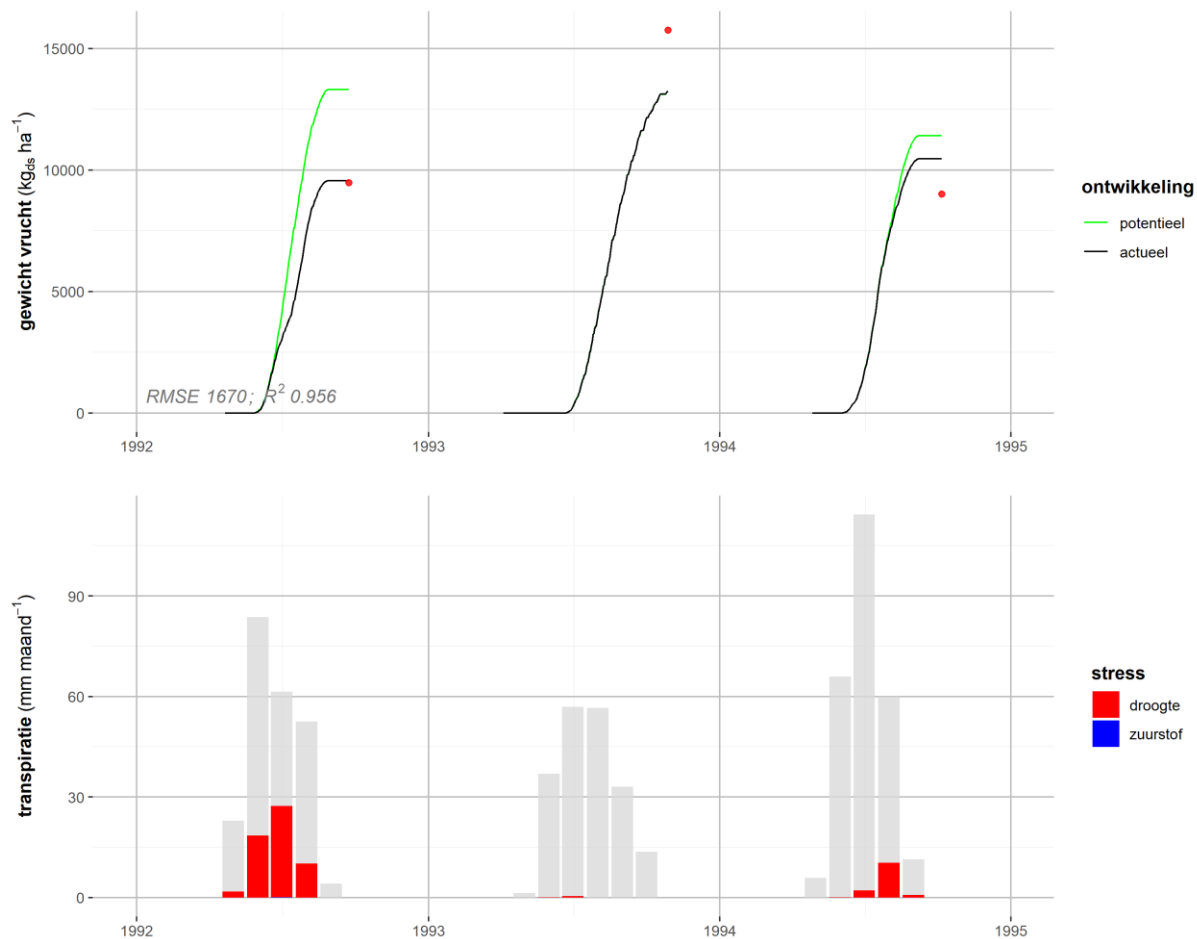 15000
10000
5000
0
gewicht vrucht (kg_ds ha⁻¹)
RMSE 1670; R² 0.956
1992 1993 1994 1995
ontwikkeling
potentieel
actueel
90
60
30
0
transpiratie (mm maand⁻¹)
1992 1993 1994 1995
stress
droogte
zuurstof